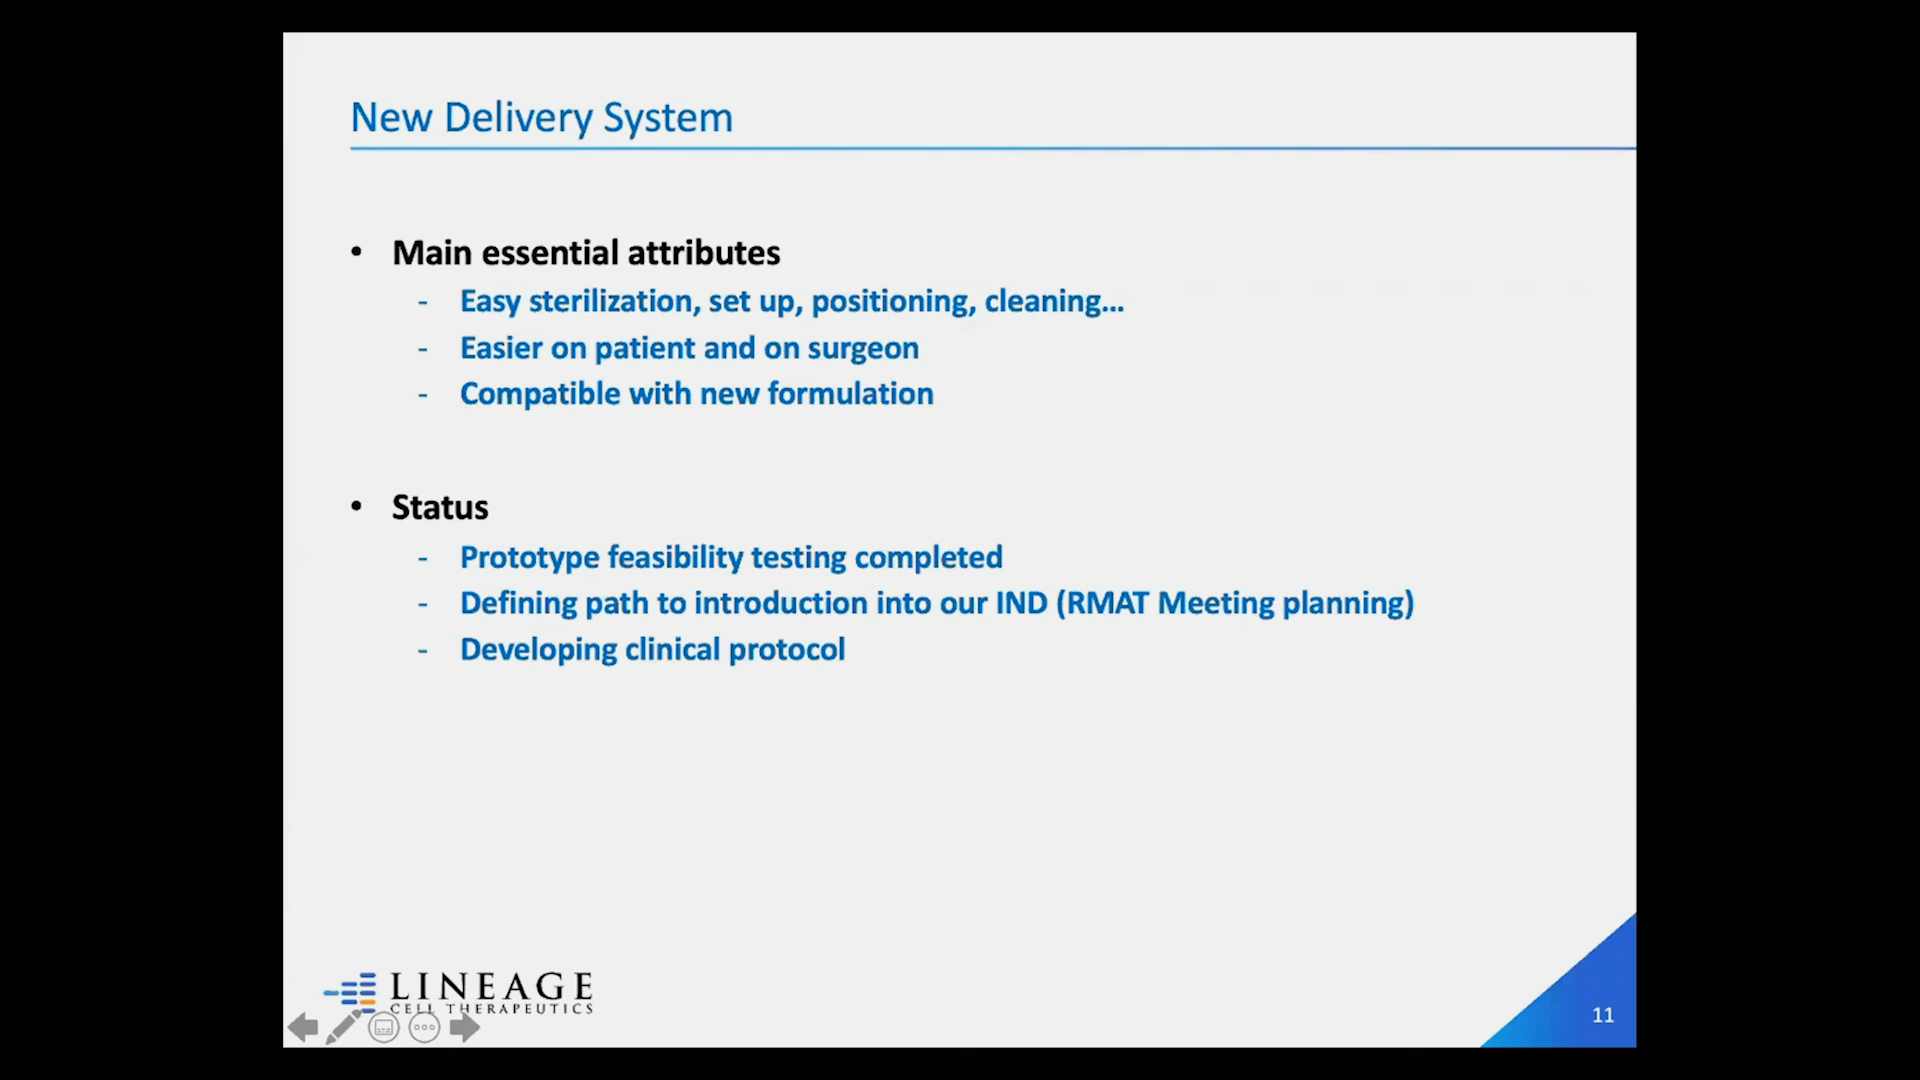 New Delivery System
• Main essential attributes
- Easy sterilization, set up, positioning, cleaning...
- Easier on patient and on surgeon
- Compatible with new formulation
• Status
- Prototype feasibility testing completed
- Defining path to introduction into our IND (RMAT Meeting planning)
- Developing clinical protocol
LINEAGE
CELL THERAPEUTICS
11